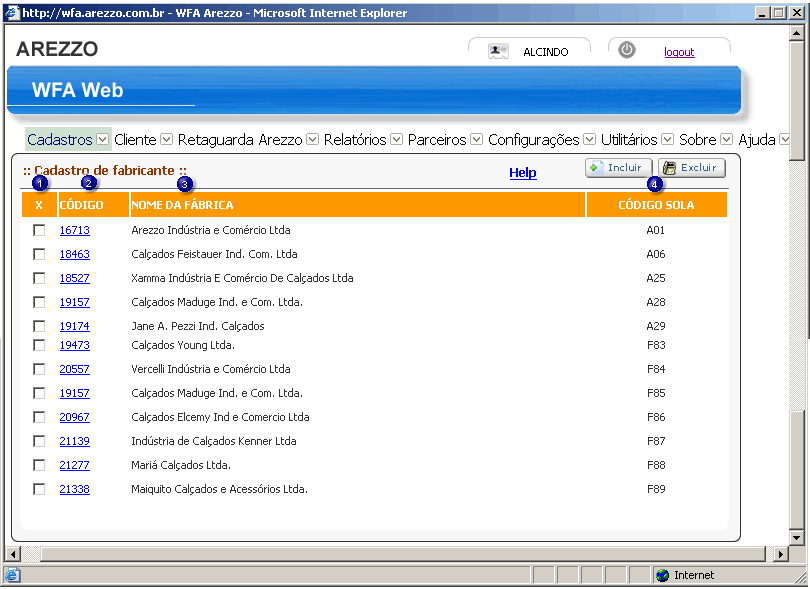 http://wfa.arezzo.com.br - WFA Arezzo - Microsoft Internet Explorer
AREZZO
ALCINDO
logout
WFA Web
Cadastros Cliente Retaguarda Arezzo Relatórios Parceiros Configurações Utilitários Sobre Ajuda
:: Cadastro de fabricante ::
Help
Incluir
Excluir
1 2 3 4
X CÓDIGO NOME DA FÁBRICA CÓDIGO SOLA
16713 Arezzo Indústria e Comércio Ltda A01
18463 Calçados Feistauer Ind. Com. Ltda A06
18527 Xamma Indústria E Comércio De Calçados Ltda A25
19157 Calçados Maduge Ind. e Com. Ltda. A28
19174 Jane A. Pezzi Ind. Calçados A29
19473 Calçados Young Ltda. F83
20557 Vercelli Indústria e Comércio Ltda F84
19157 Calçados Maduge Ind. e Com. Ltda. F85
20967 Calçados Elcemy Ind e Comercio Ltda F86
21139 Indústria de Calçados Kenner Ltda F87
21277 Mariá Calçados Ltda. F88
21338 Maiquito Calçados e Acessórios Ltda. F89
Internet